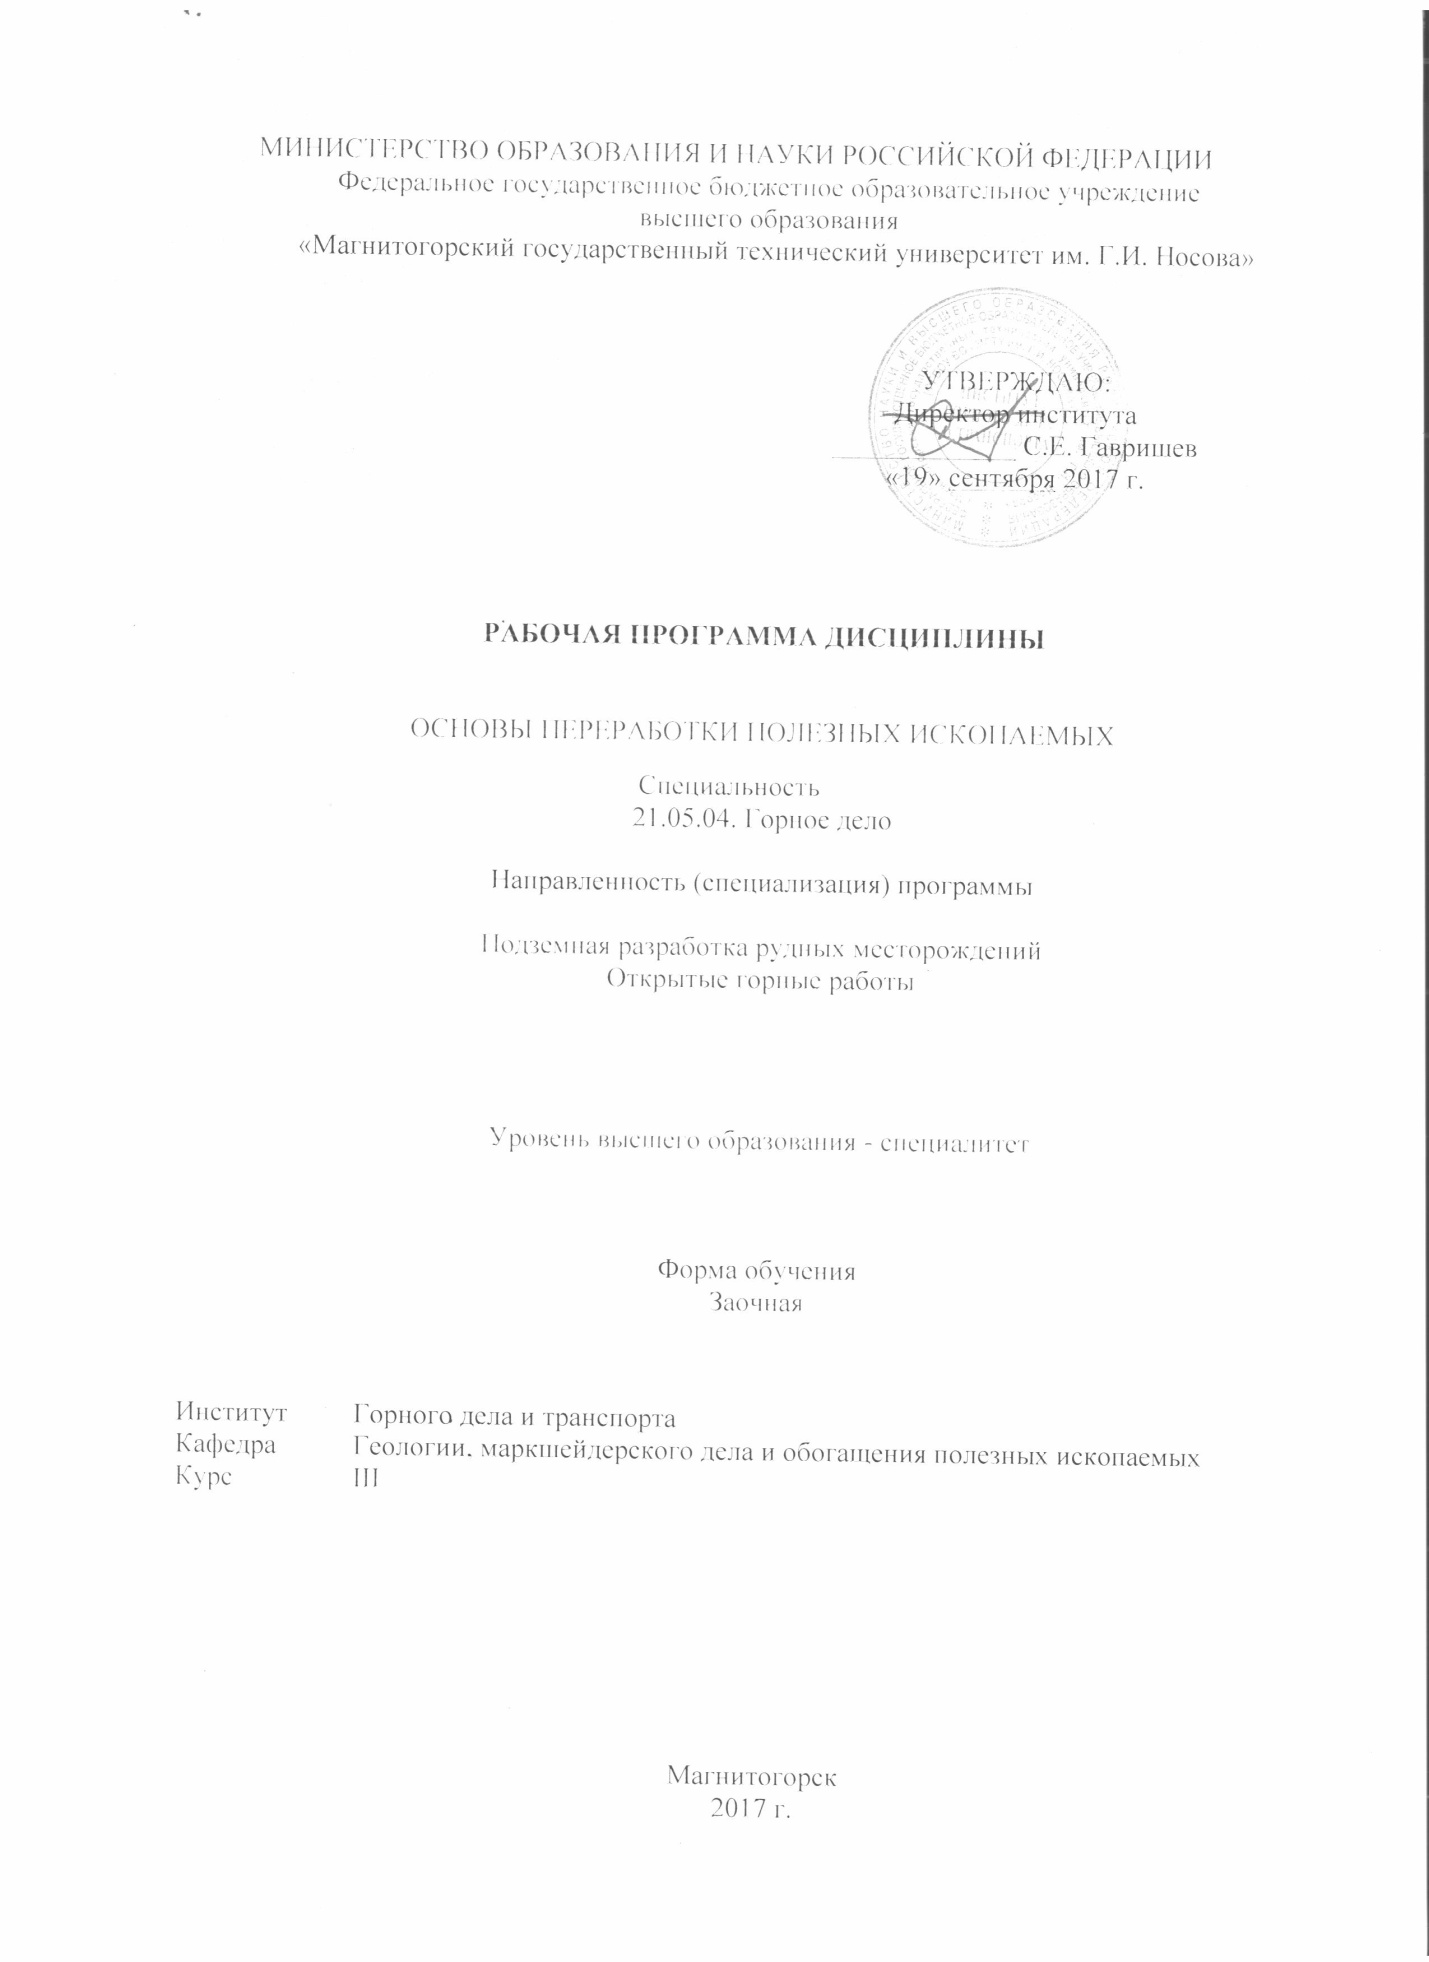 МИНИСТЕРСТВО ОБРАЗОВАНИЯ И НАУКИ РОССИЙСКОЙ ФЕДЕРАЦИИ
Федеральное государственное бюджетное образовательное учреждение
высшего образования
«Магнитогорский государственный технический университет им. Г.И. Носова»
УТВЕРЖДАЮ:
Директор института
С.Е. Гавришев
«19» сентября 2017 г.
РАБОЧАЯ ПРОГРАММА ДИСЦИПЛИНЫ
ОСНОВЫ ПЕРЕРАБОТКИ ПОЛЕЗНЫХ ИСКОПАЕМЫХ
Специальность
21.05.04. Горное дело
Направленность (специализация) программы
Подземная разработка рудных месторождений
Открытые горные работы
Уровень высшего образования - специалитет
Форма обучения
Заочная
Институт Горного дела и транспорта
Кафедра Геологии, маркшейдерского дела и обогащения полезных ископаемых
Курс III
Магнитогорск
2017 г.